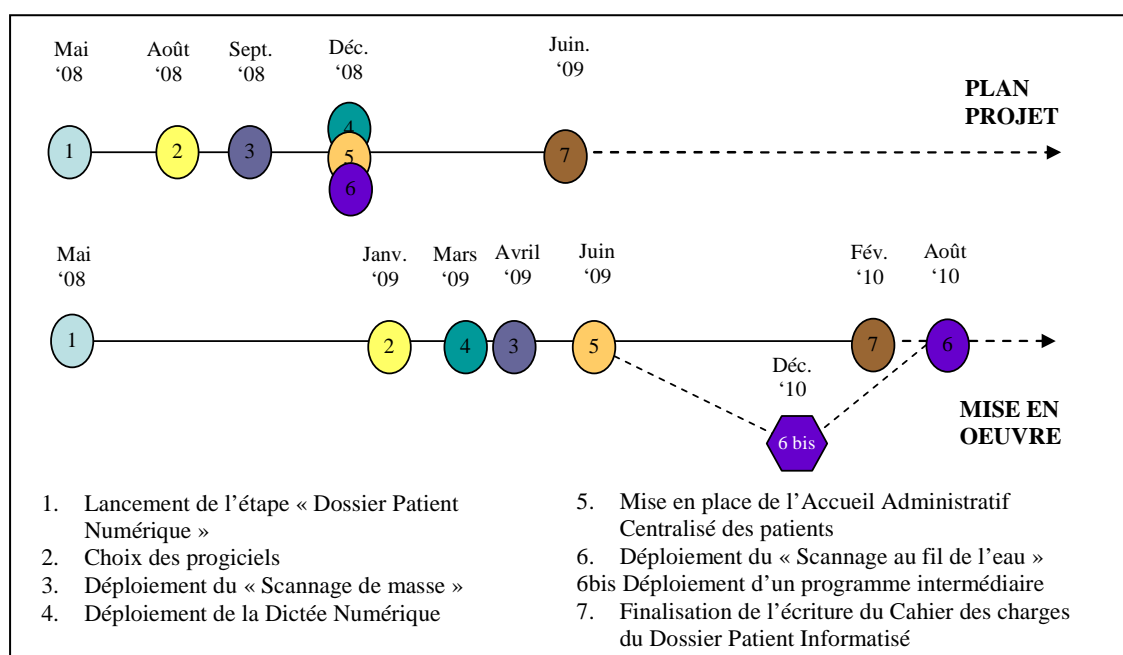 Mai Août Sept. Déc. Juin.
‘08 ‘08 ‘08 ‘08 ‘09
PLAN
PROJET
1 2 3 4 5 6 7
Mai Janv. Mars Avril Juin Fév. Août
‘08 ‘09 ‘09 ‘09 ‘09 ‘10 ‘10
1 2 4 3 5 7 6
Déc.
‘10
6 bis
MISE EN
OEUVRE
1. Lancement de l’étape « Dossier Patient
Numérique »
2. Choix des progiciels
3. Déploiement du « Scannage de masse »
4. Déploiement de la Dictée Numérique
5. Mise en place de l’Accueil Administratif
Centralisé des patients
6. Déploiement du « Scannage au fil de l’eau »
6bis Déploiement d’un programme intermédiaire
7. Finalisation de l’écriture du Cahier des charges
du Dossier Patient Informatisé